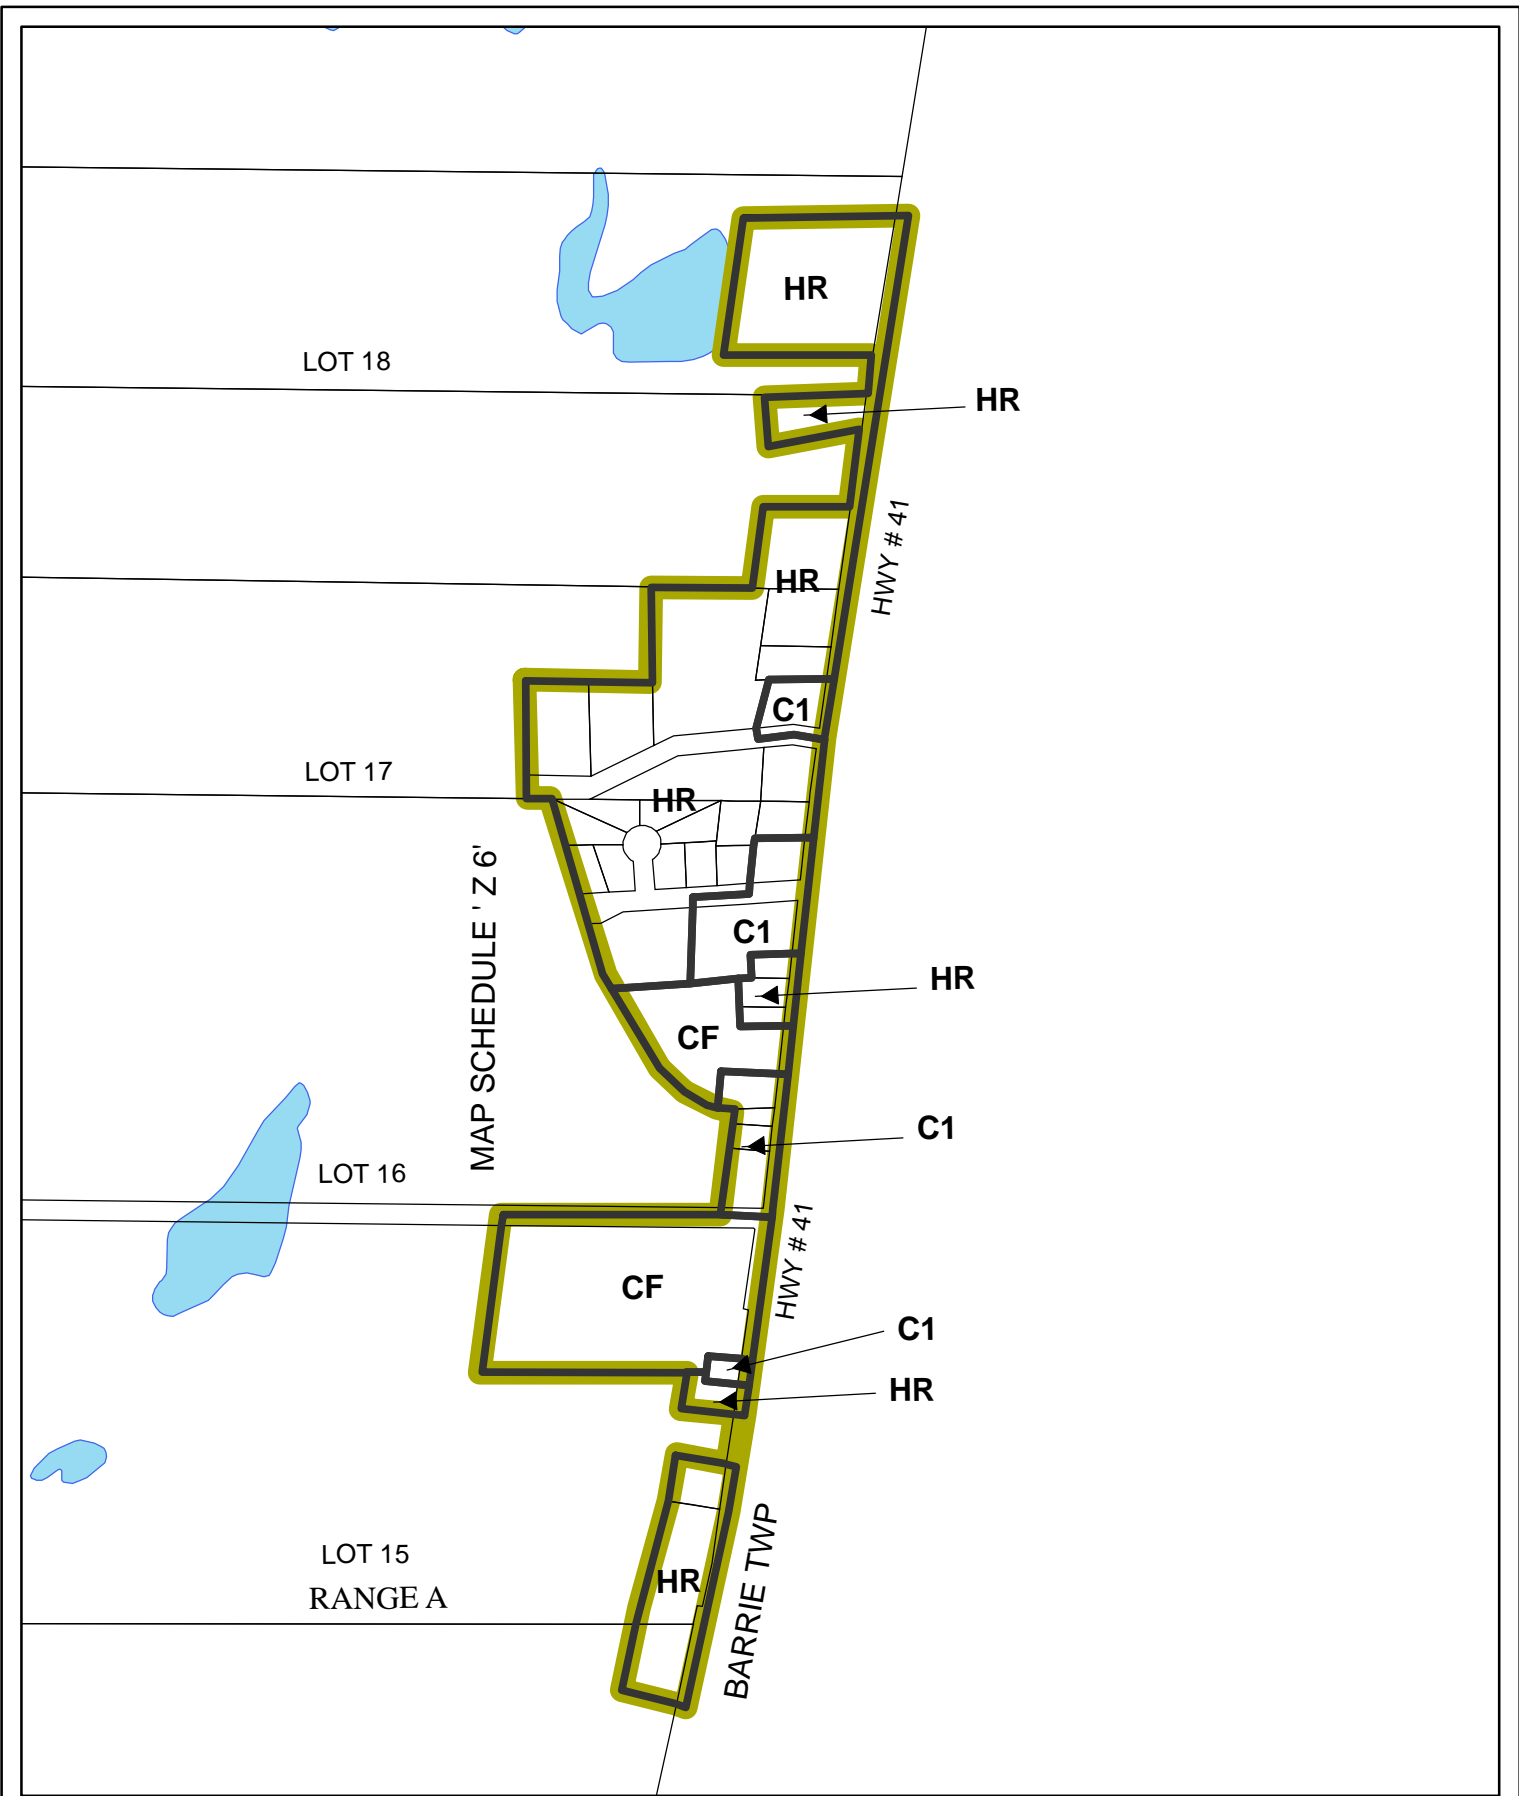 HR
LOT 18
HR
HWY # 41
HR
C1
LOT 17
HR
MAP SCHEDULE ' Z 6'
C1
HR
CF
C1
LOT 16
HWY # 41
CF
C1
HR
LOT 15
RANGE A
HR
BARRIE TWP